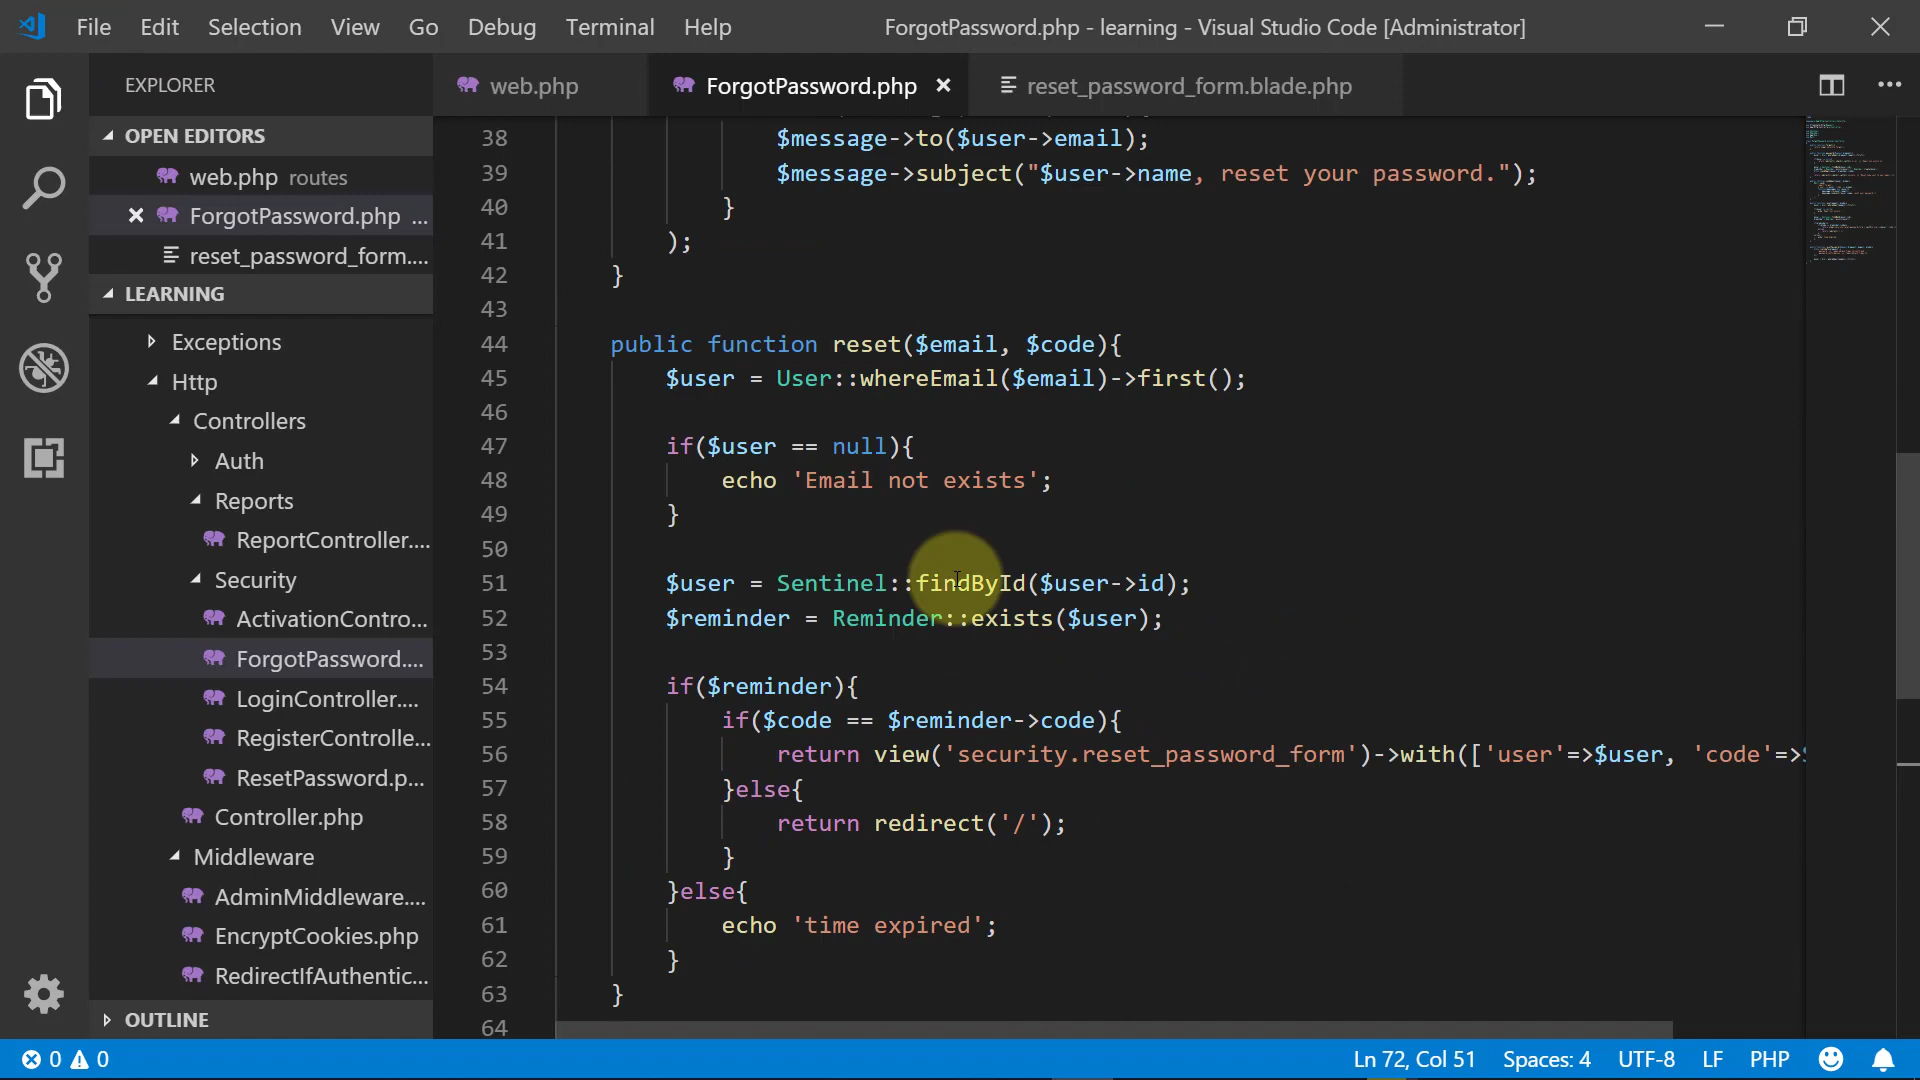 File Edit Selection View Go Debug Terminal Help ForgotPassword.php - learning - Visual Studio Code [Administrator]
EXPLORER
OPEN EDITORS
web.php routes
ForgotPassword.php ...
reset_password_form....
LEARNING
Exceptions
Http
Controllers
Auth
Reports
ReportController....
Security
ActivationContro...
ForgotPassword....
LoginController....
RegisterControlle...
ResetPassword.p...
Controller.php
Middleware
AdminMiddleware....
EncryptCookies.php
RedirectIfAuthentic...
OUTLINE
web.php ForgotPassword.php reset_password_form.blade.php
38 $message->to($user->email);
39 $message->subject("$user->name, reset your password.");
40 }
41 );
42 }
43
44 public function reset($email, $code){
45 $user = User::whereEmail($email)->first();
46
47 if($user == null){
48 echo 'Email not exists';
49 }
50
51 $user = Sentinel::findById($user->id);
52 $reminder = Reminder::exists($user);
53
54 if($reminder){
55 if($code == $reminder->code){
56 return view('security.reset_password_form')->with(['user'=>$user, 'code'=>$
57 }else{
58 return redirect('/');
59 }
60 }else{
61 echo 'time expired';
62 }
63 }
64
0 0 Ln 72, Col 51 Spaces: 4 UTF-8 LF PHP